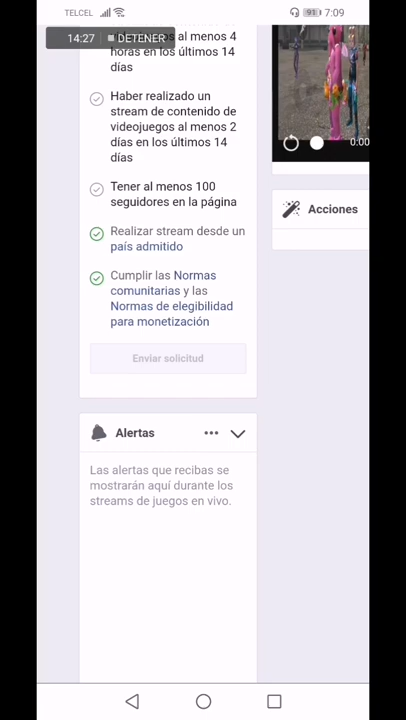 TELCEL
91 7:09
14:27 DETENER
al menos 4
horas en los últimos 14
días
Haber realizado un
stream de contenido de
videojuegos al menos 2
días en los últimos 14
días
Tener al menos 100
seguidores en la página
Realizar stream desde un
país admitido
Cumplir las Normas
comunitarias y las
Normas de elegibilidad
para monetización
Enviar solicitud
0:00
Acciones
Alertas
Las alertas que recibas se
mostrarán aquí durante los
streams de juegos en vivo.